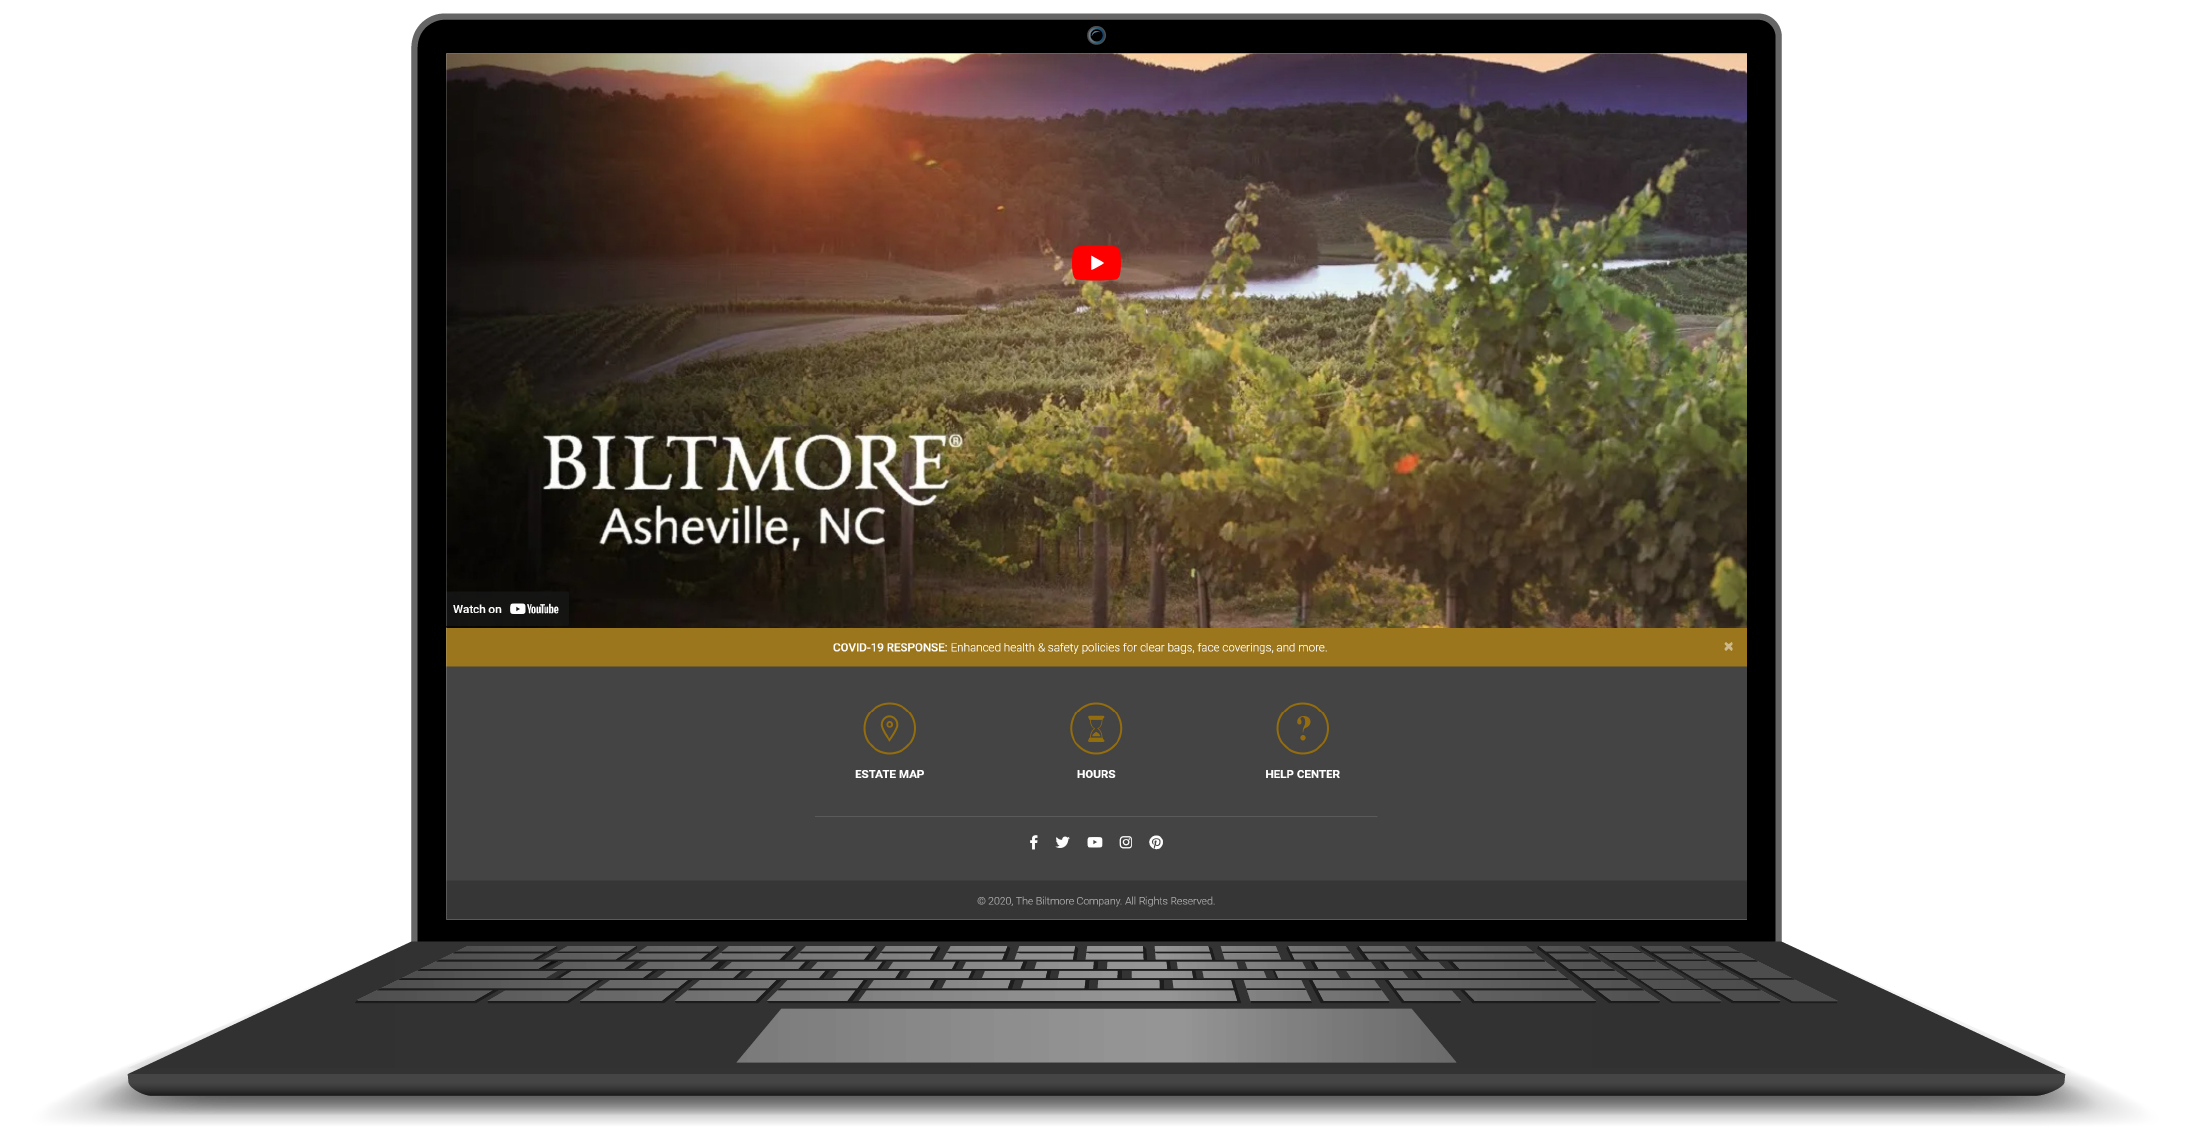 BILTMORE®
Asheville, NC
Watch on YouTube
COVID-19 RESPONSE: Enhanced health & safety policies for clear bags, face coverings, and more.
ESTATE MAP
HOURS
HELP CENTER
© 2020, The Biltmore Company. All Rights Reserved.